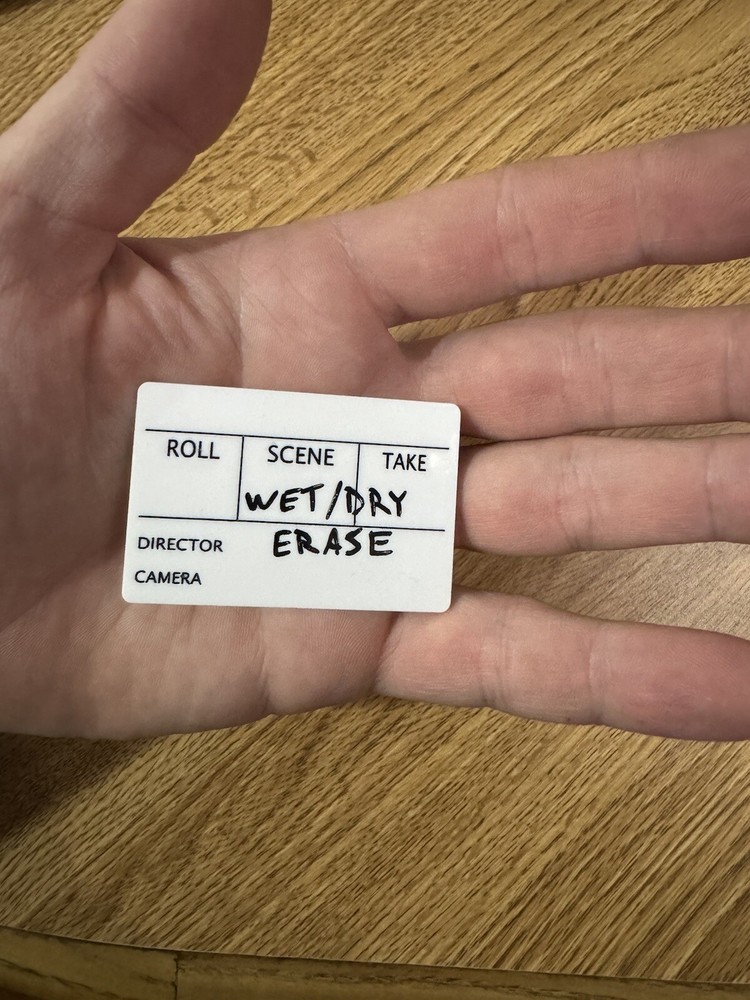 ROLL SCENE TAKE
WET/DRY
ERASE
DIRECTOR
CAMERA